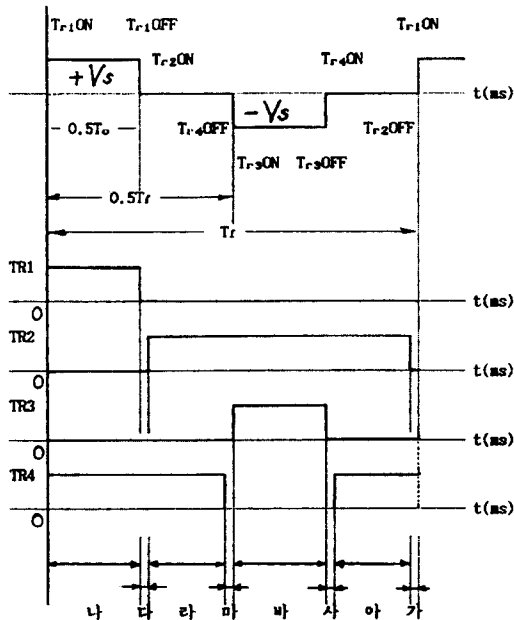 Tr1ON Tr1OFF Tr1ON
Tr2ON Tr4ON
+Vs
t(ms)
-Vs
0.5To Tr4OFF Tr2OFF
Tr3ON Tr3OFF
0.5Tf
Tf
TR1
t(ms)
0
TR2
t(ms)
0
TR3
t(ms)
0
TR4
t(ms)
0
나 다 라 마 바 사 아 가